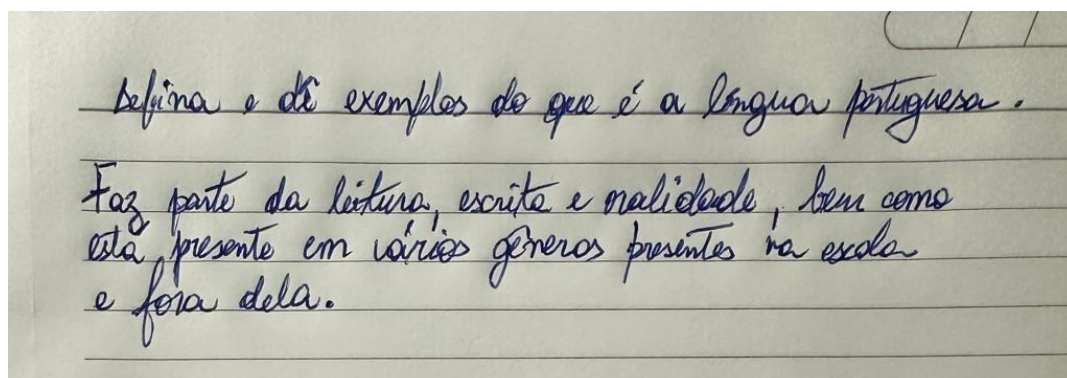 Defina e dê exemplos do que é a língua portuguesa.
Faz parte da leitura, escrita e oralidade, bem como
está presente em vários gêneros presentes na escola
e fora dela.